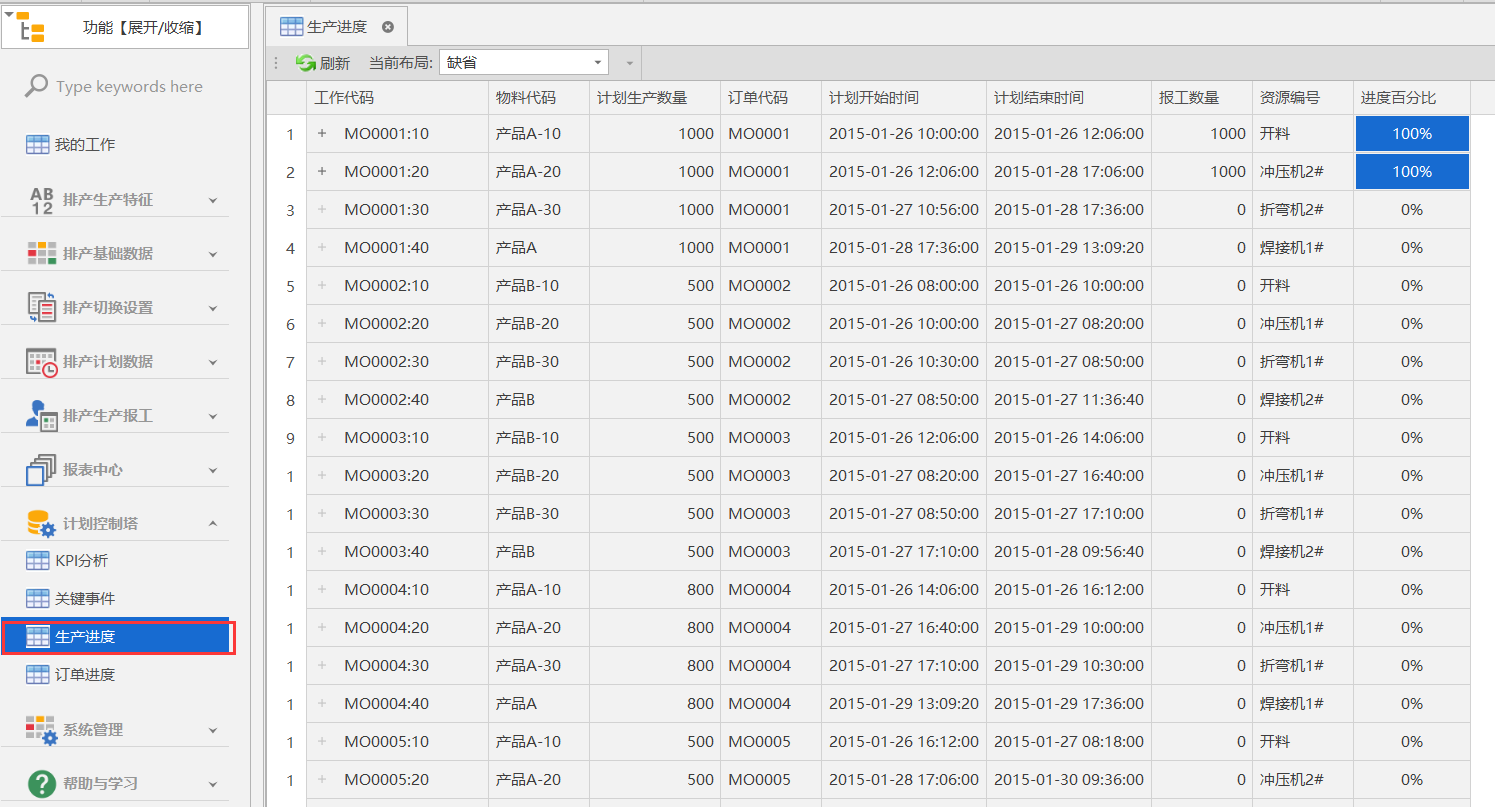 功能【展开/收缩】
Type keywords here
我的工作
AB
12
排产生产特征
排产基础数据
排产切换设置
排产计划数据
排产生产报工
报表中心
计划控制塔
KPI分析
关键事件
生产进度
订单进度
系统管理
? 帮助与学习
生产进度
刷新 当前布局: 缺省
工作代码 物料代码 计划生产数量 订单代码 计划开始时间 计划结束时间 报工数量 资源编号 进度百分比
1 + MO0001:10 产品A-10 1000 MO0001 2015-01-26 10:00:00 2015-01-26 12:06:00 1000 开料 100%
2 + MO0001:20 产品A-20 1000 MO0001 2015-01-26 12:06:00 2015-01-28 17:06:00 1000 冲压机2# 100%
3 + MO0001:30 产品A-30 1000 MO0001 2015-01-27 10:56:00 2015-01-28 17:36:00 0 折弯机2# 0%
4 + MO0001:40 产品A 1000 MO0001 2015-01-28 17:36:00 2015-01-29 13:09:20 0 焊接机1# 0%
5 + MO0002:10 产品B-10 500 MO0002 2015-01-26 08:00:00 2015-01-26 10:00:00 0 开料 0%
6 + MO0002:20 产品B-20 500 MO0002 2015-01-26 10:00:00 2015-01-27 08:20:00 0 冲压机1# 0%
7 + MO0002:30 产品B-30 500 MO0002 2015-01-26 10:30:00 2015-01-27 08:50:00 0 折弯机1# 0%
8 + MO0002:40 产品B 500 MO0002 2015-01-27 08:50:00 2015-01-27 11:36:40 0 焊接机2# 0%
9 + MO0003:10 产品B-10 500 MO0003 2015-01-26 12:06:00 2015-01-26 14:06:00 0 开料 0%
1 + MO0003:20 产品B-20 500 MO0003 2015-01-27 08:20:00 2015-01-27 16:40:00 0 冲压机1# 0%
1 + MO0003:30 产品B-30 500 MO0003 2015-01-27 08:50:00 2015-01-27 17:10:00 0 折弯机1# 0%
1 + MO0003:40 产品B 500 MO0003 2015-01-27 17:10:00 2015-01-28 09:56:40 0 焊接机2# 0%
1 + MO0004:10 产品A-10 800 MO0004 2015-01-26 14:06:00 2015-01-26 16:12:00 0 开料 0%
1 + MO0004:20 产品A-20 800 MO0004 2015-01-27 16:40:00 2015-01-29 10:00:00 0 冲压机1# 0%
1 + MO0004:30 产品A-30 800 MO0004 2015-01-27 17:10:00 2015-01-29 10:30:00 0 折弯机1# 0%
1 + MO0004:40 产品A 800 MO0004 2015-01-29 13:09:20 2015-01-29 17:36:00 0 焊接机1# 0%
1 + MO0005:10 产品A-10 500 MO0005 2015-01-26 16:12:00 2015-01-27 08:18:00 0 开料 0%
1 + MO0005:20 产品A-20 500 MO0005 2015-01-28 17:06:00 2015-01-30 09:36:00 0 冲压机2# 0%